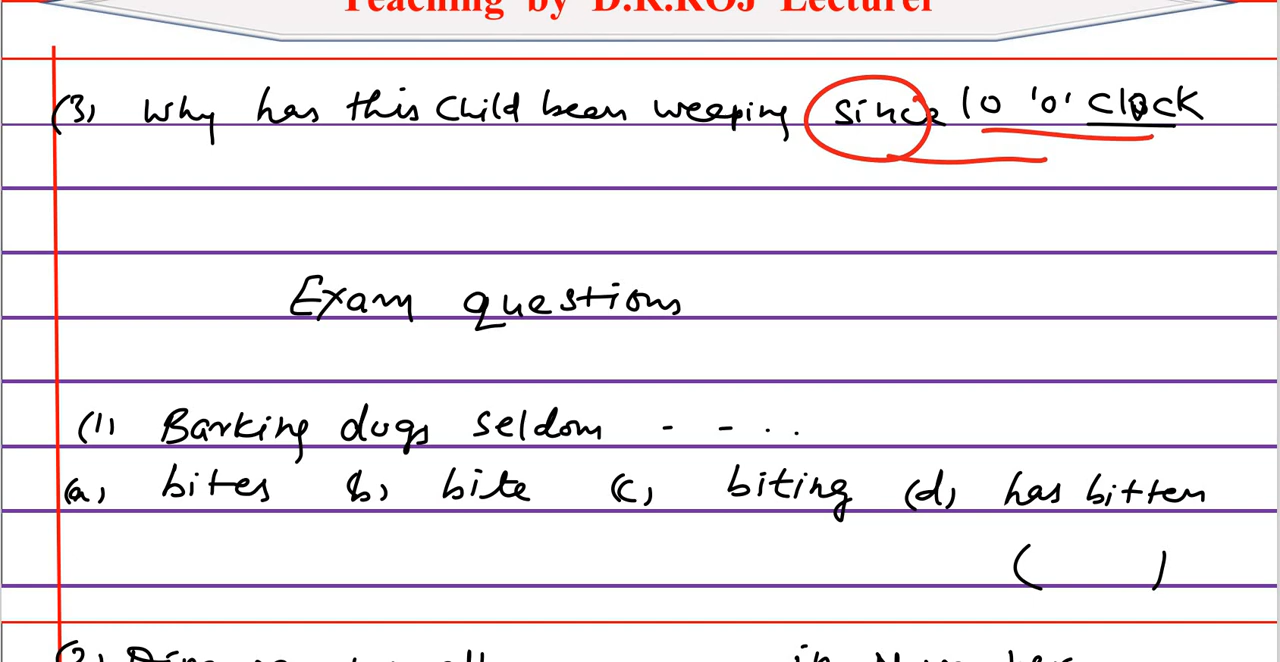 Teaching by D.R.ROJ Lecturer
(3) Why has this Child been weeping since 10 'o' clock
Exam questions
(1) Barking dogs seldom - - . .
(a) bites b) bite (c) biting (d) has bitten
( )
(2)